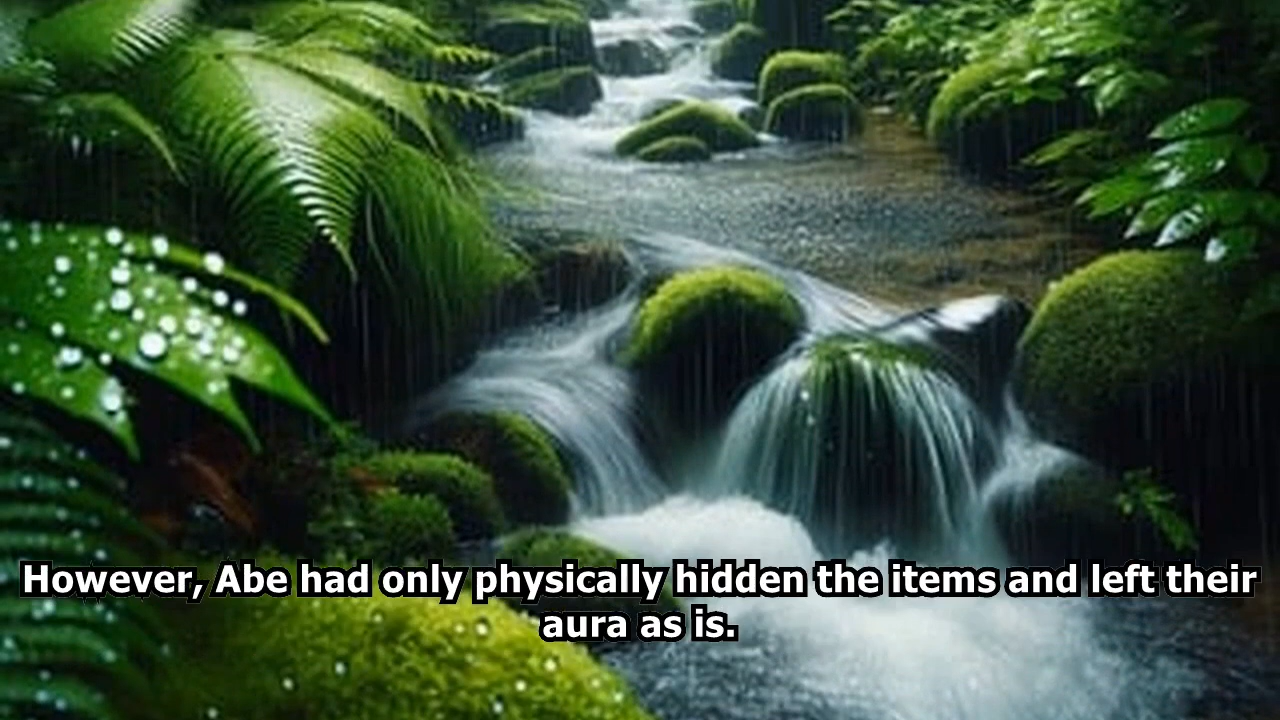 However, Abe had only physically hidden the items and left their
aura as is.